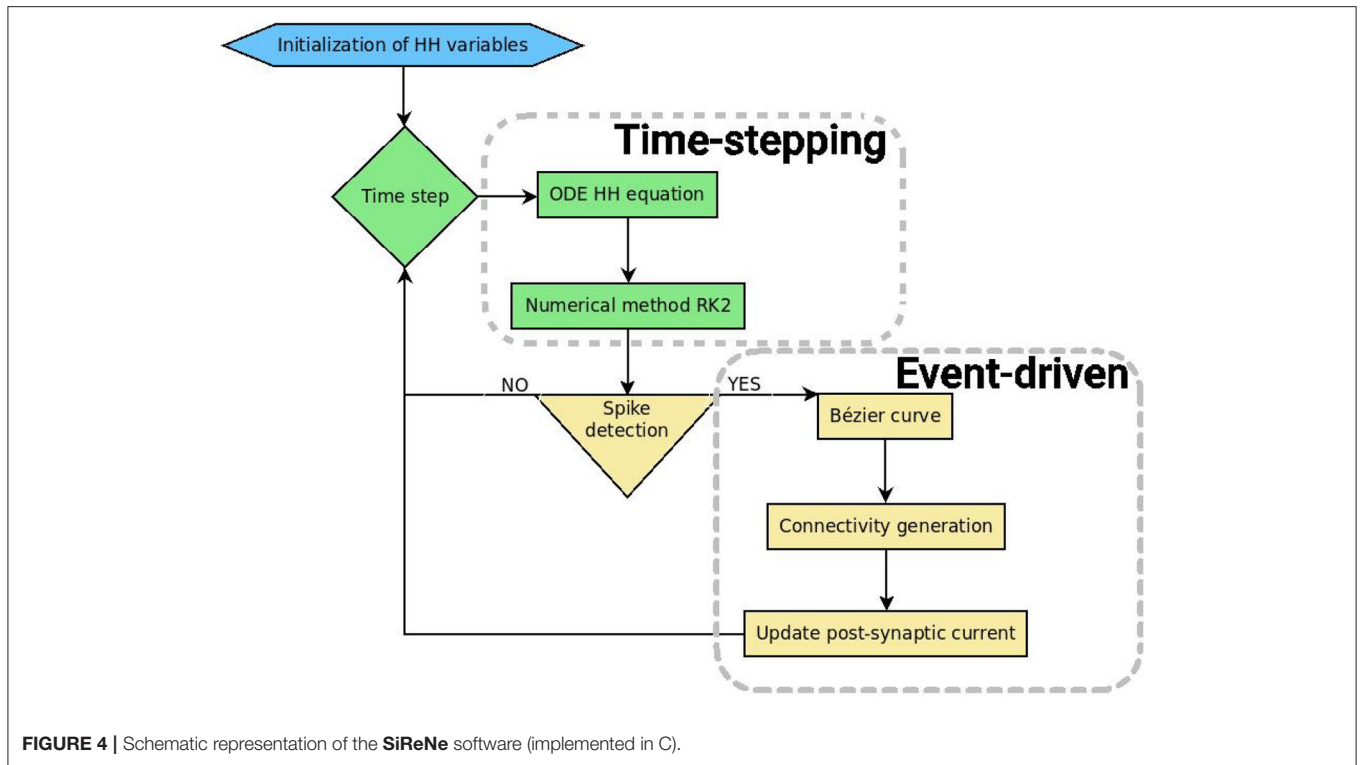 Initialization of HH variables
Time-stepping
Time step
ODE HH equation
Numerical method RK2
Event-driven
NO
YES
Spike
detection
Bézier curve
Connectivity generation
Update post-synaptic current
FIGURE 4 | Schematic representation of the SiReNe software (implemented in C).